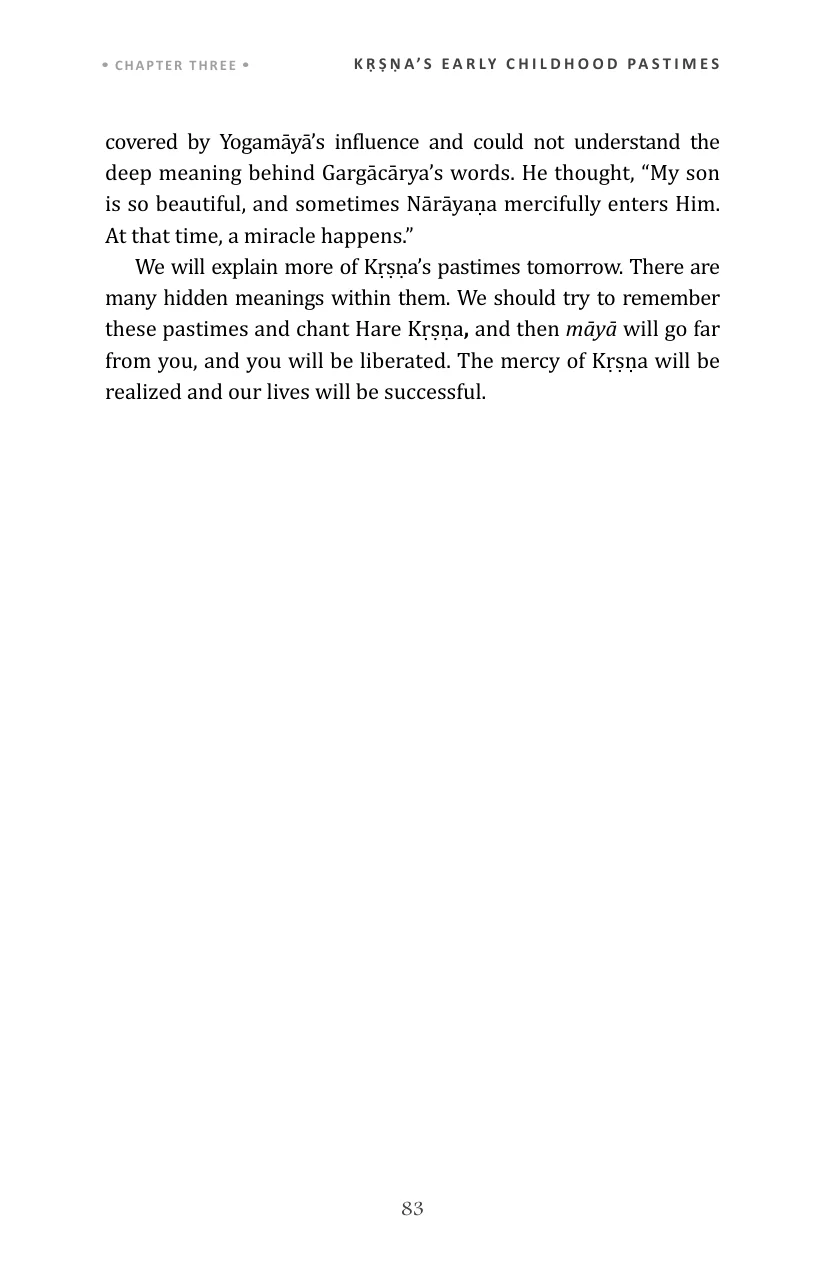 • CHAPTER THREE • KṚṢṆA’S EARLY CHILDHOOD PASTIMES
covered by Yogamāyā’s influence and could not understand the
deep meaning behind Gargācārya’s words. He thought, “My son
is so beautiful, and sometimes Nārāyaṇa mercifully enters Him.
At that time, a miracle happens.”
We will explain more of Kṛṣṇa’s pastimes tomorrow. There are
many hidden meanings within them. We should try to remember
these pastimes and chant Hare Kṛṣṇa, and then māyā will go far
from you, and you will be liberated. The mercy of Kṛṣṇa will be
realized and our lives will be successful.
83